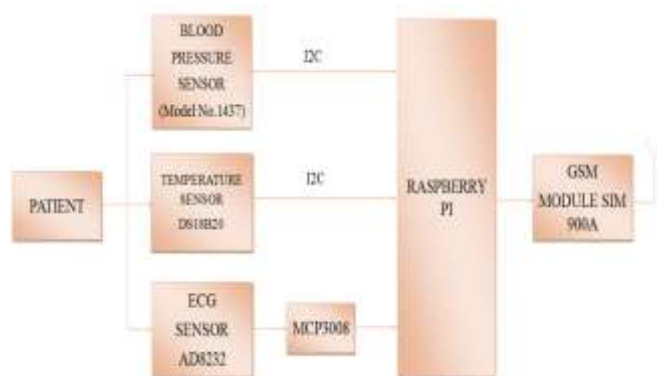 BLOOD
PRESSURE
SENSOR
(Model No.1437)
I2C
PATIENT
TEMPERATURE
SENSOR
DS18B20
I2C
ECG
SENSOR
AD8232
MCP3008
RASPBERRY
PI
GSM
MODULE SIM
900A